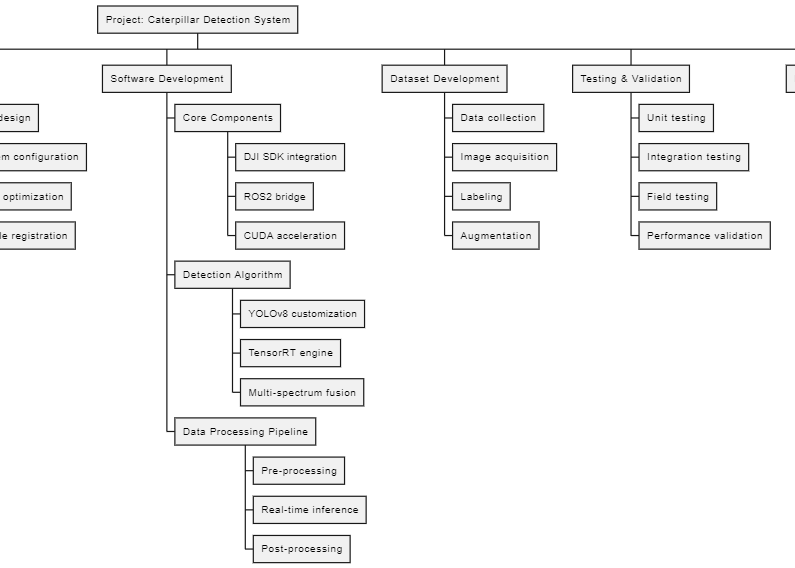 Project: Caterpillar Detection System
Software Development
Dataset Development
Testing & Validation
Core Components
Data collection
Unit testing
configuration
DJI SDK integration
Image acquisition
Integration testing
optimization
ROS2 bridge
Labeling
Field testing
registration
CUDA acceleration
Augmentation
Performance validation
Detection Algorithm
YOLOv8 customization
TensorRT engine
Multi-spectrum fusion
Data Processing Pipeline
Pre-processing
Real-time inference
Post-processing